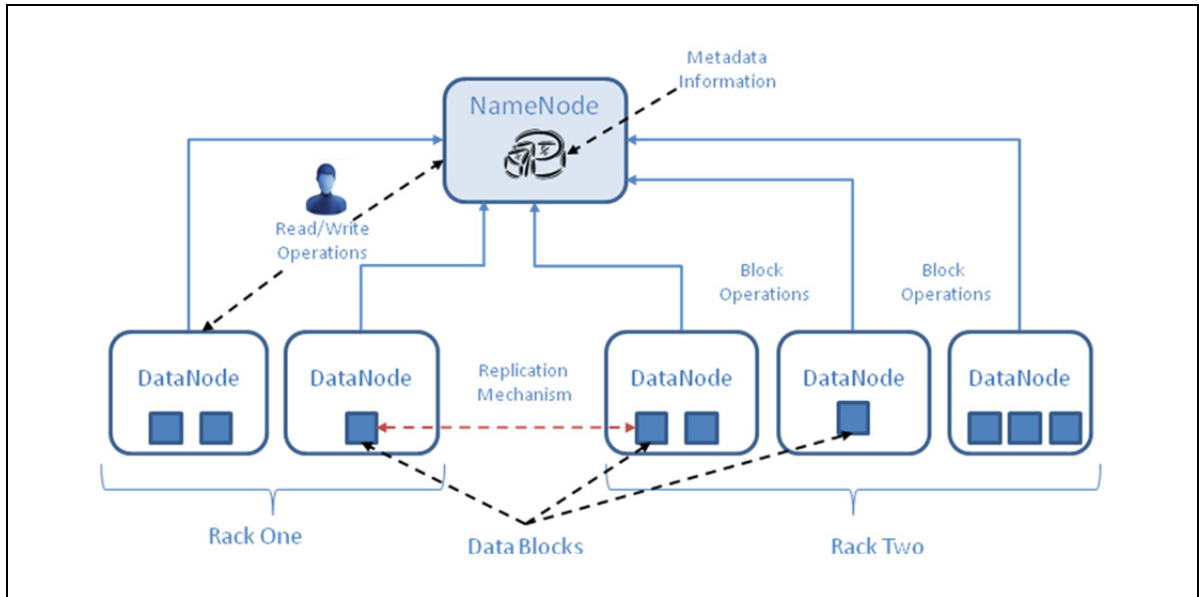 Metadata
Information
NameNode
Read/Write
Operations
Block
Operations
Block
Operations
DataNode
DataNode
Replication
Mechanism
DataNode
DataNode
DataNode
Rack One
Data Blocks
Rack Two